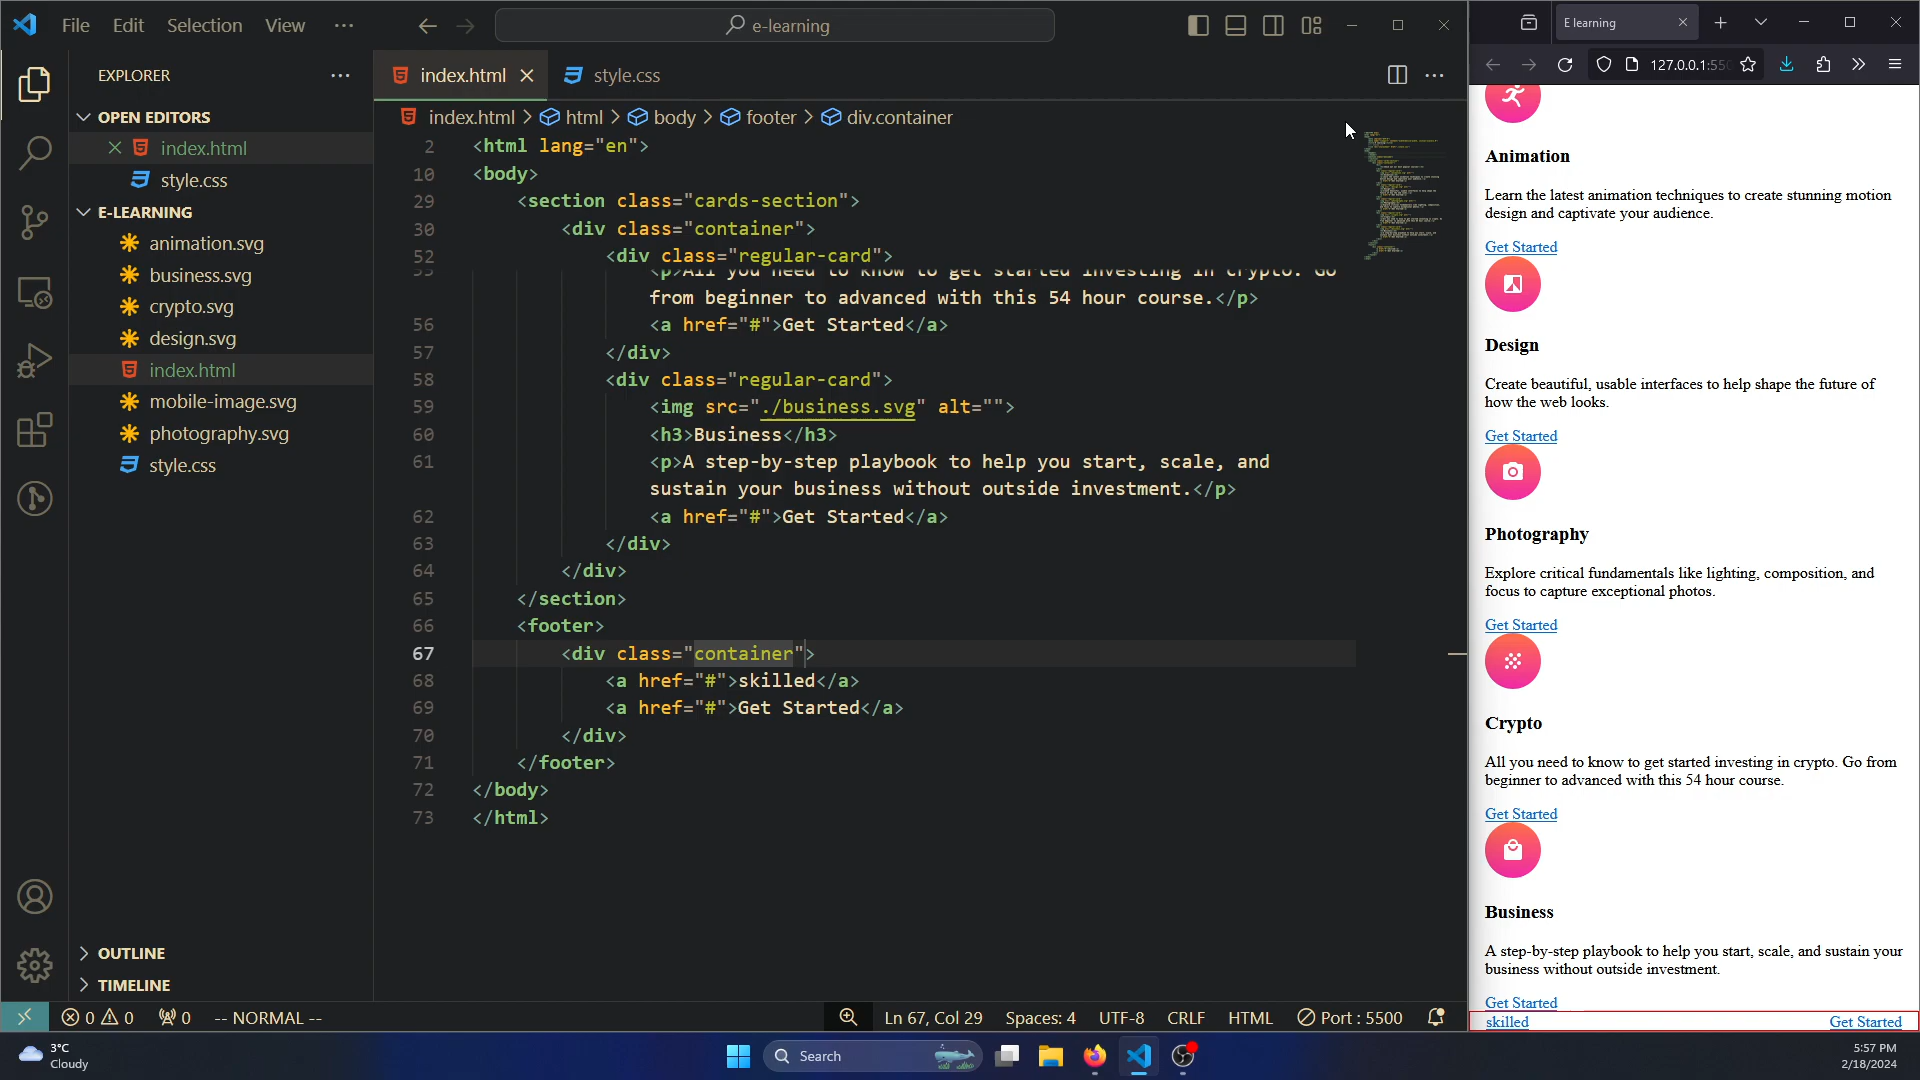 File Edit Selection View ···
e-learning
EXPLORER
OPEN EDITORS
index.html
style.css
E-LEARNING
animation.svg
business.svg
crypto.svg
design.svg
index.html
mobile-image.svg
photography.svg
style.css
OUTLINE
TIMELINE
index.html
style.css
index.html > html > body > footer > div.container
2 <html lang="en">
10 <body>
29 <section class="cards-section">
30 <div class="container">
52 <div class="regular-card">
55 <p>All you need to know to get started investing in crypto. Go
from beginner to advanced with this 54 hour course.</p>
56 <a href="#">Get Started</a>
57 </div>
58 <div class="regular-card">
59 <img src="./business.svg" alt="">
60 <h3>Business</h3>
61 <p>A step-by-step playbook to help you start, scale, and
sustain your business without outside investment.</p>
62 <a href="#">Get Started</a>
63 </div>
64 </div>
65 </section>
66 <footer>
67 <div class="container">
68 <a href="#">skilled</a>
69 <a href="#">Get Started</a>
70 </div>
71 </footer>
72 </body>
73 </html>
0 0 0 -- NORMAL --
Ln 67, Col 29 Spaces: 4 UTF-8 CRLF HTML Port : 5500
E learning
127.0.0.1:550
Animation
Learn the latest animation techniques to create stunning motion
design and captivate your audience.
Get Started
Design
Create beautiful, usable interfaces to help shape the future of
how the web looks.
Get Started
Photography
Explore critical fundamentals like lighting, composition, and
focus to capture exceptional photos.
Get Started
Crypto
All you need to know to get started investing in crypto. Go from
beginner to advanced with this 54 hour course.
Get Started
Business
A step-by-step playbook to help you start, scale, and sustain your
business without outside investment.
Get Started
skilled Get Started
3°C
Cloudy
Search
5:57 PM
2/18/2024